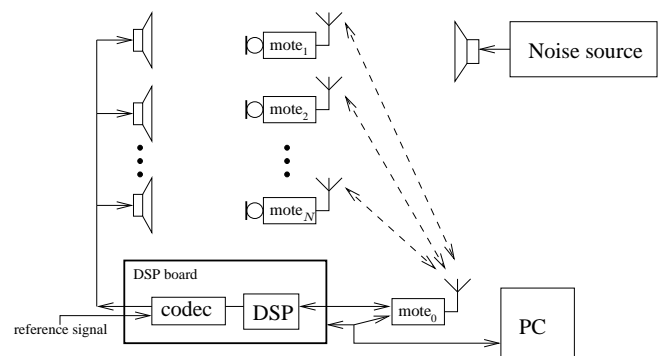 mote1
Noise source
mote2
moteN
DSP board
codec
DSP
mote0
PC
reference signal